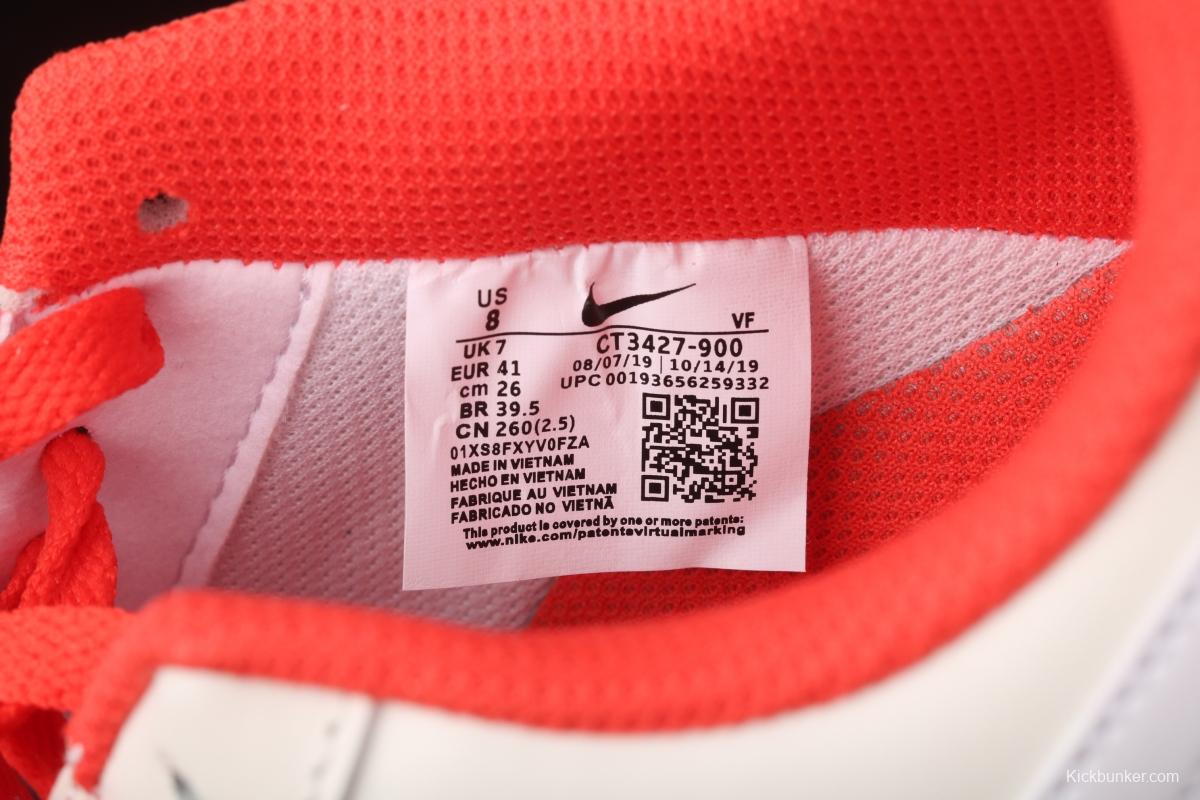 US
8
VF
UK 7
EUR 41
cm 26
BR 39.5
CN 260(2.5)
01XS8FXYV0FZA
MADE IN VIETNAM
HECHO EN VIETNAM
FABRIQUE AU VIETNAM
FABRICADO NO VIETNÃ
CT3427-900
08/07/19 | 10/14/19
UPC 00193656259332
This product is covered by one or more patents:
www.nike.com/patentsvirtualmarking
Kickbunker.com